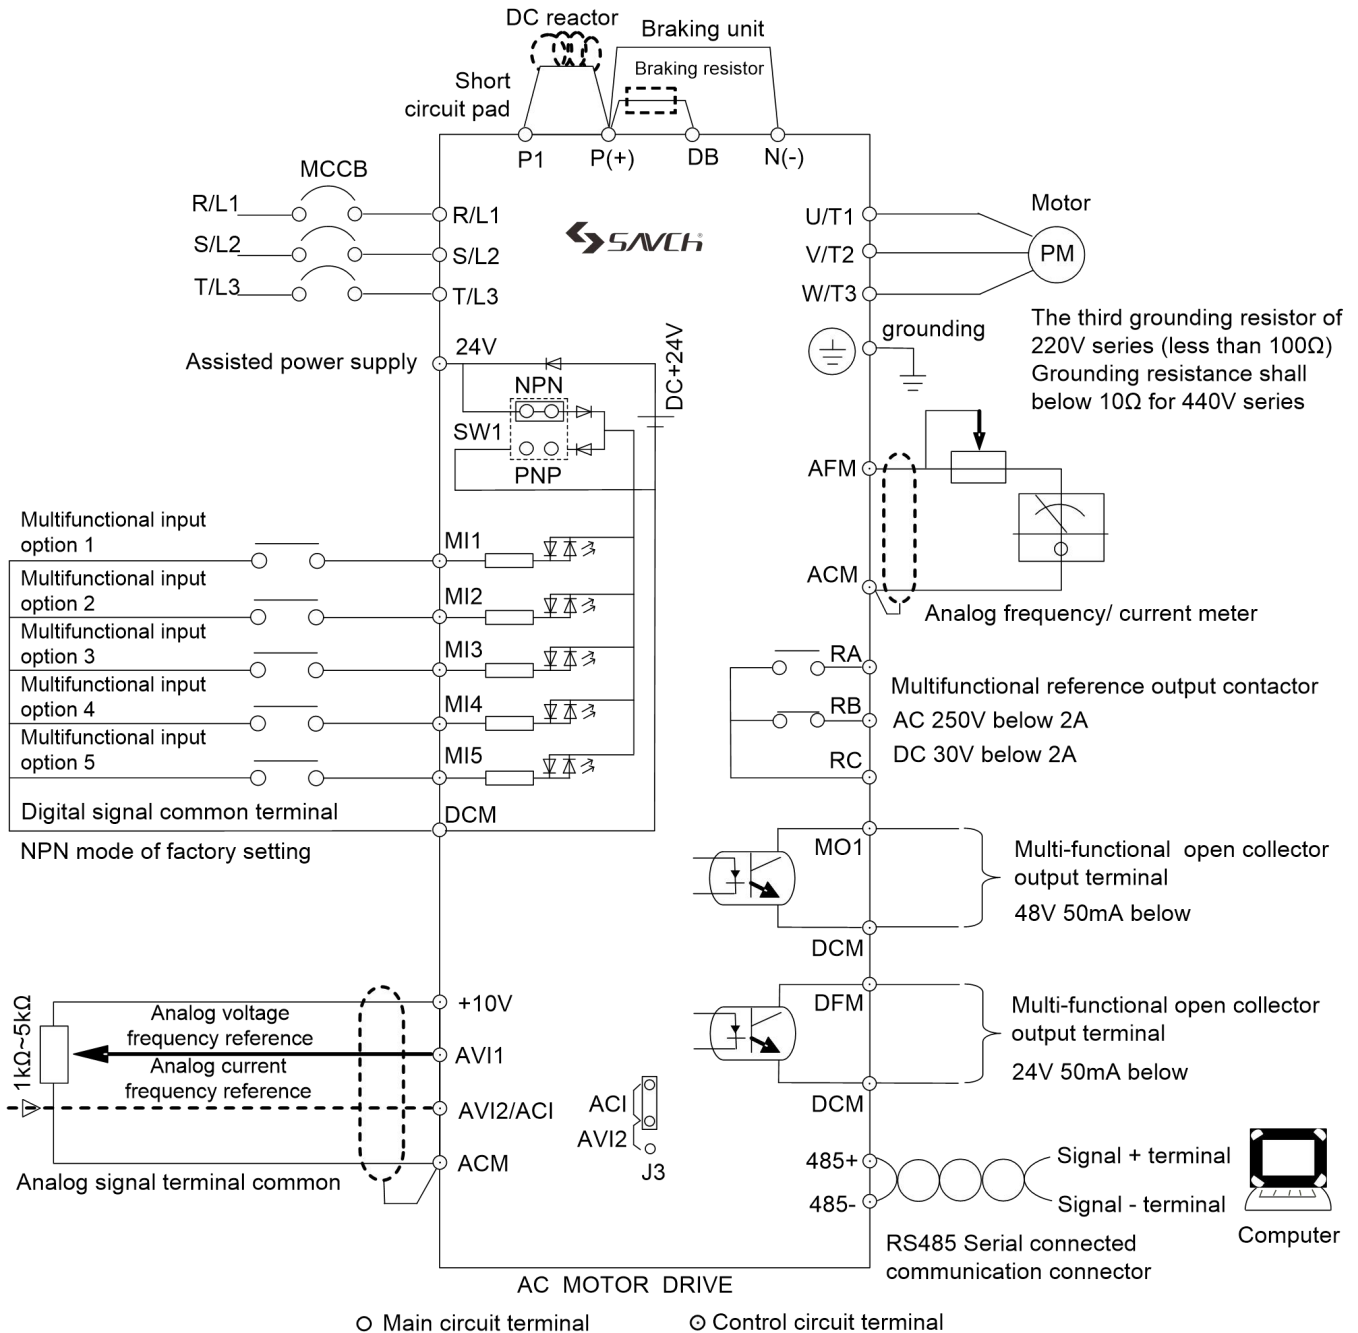 DC reactor
Braking unit
Braking resistor
Short
circuit pad
P1
P(+)
DB
N(-)
MCCB
R/L1
S/L2
T/L3
R/L1
S/L2
T/L3
SAVCH®
U/T1
V/T2
W/T3
Motor
PM
grounding
The third grounding resistor of
220V series (less than 100Ω)
Grounding resistance shall
below 10Ω for 440V series
Assisted power supply
24V
DC+24V
NPN
SW1
PNP
AFM
ACM
Analog frequency/ current meter
Multifunctional input
option 1
MI1
Multifunctional input
option 2
MI2
Multifunctional input
option 3
MI3
Multifunctional input
option 4
MI4
Multifunctional input
option 5
MI5
Digital signal common terminal
DCM
NPN mode of factory setting
RA
RB
RC
Multifunctional reference output contactor
AC 250V below 2A
DC 30V below 2A
MO1
DCM
Multi-functional open collector
output terminal
48V 50mA below
DFM
DCM
Multi-functional open collector
output terminal
24V 50mA below
1kΩ~5kΩ
+10V
Analog voltage
frequency reference
AVI1
Analog current
frequency reference
AVI2/ACI
ACM
Analog signal terminal common
ACI
AVI2
J3
485+
485-
Signal + terminal
Signal - terminal
Computer
RS485 Serial connected
communication connector
AC MOTOR DRIVE
Main circuit terminal
Control circuit terminal